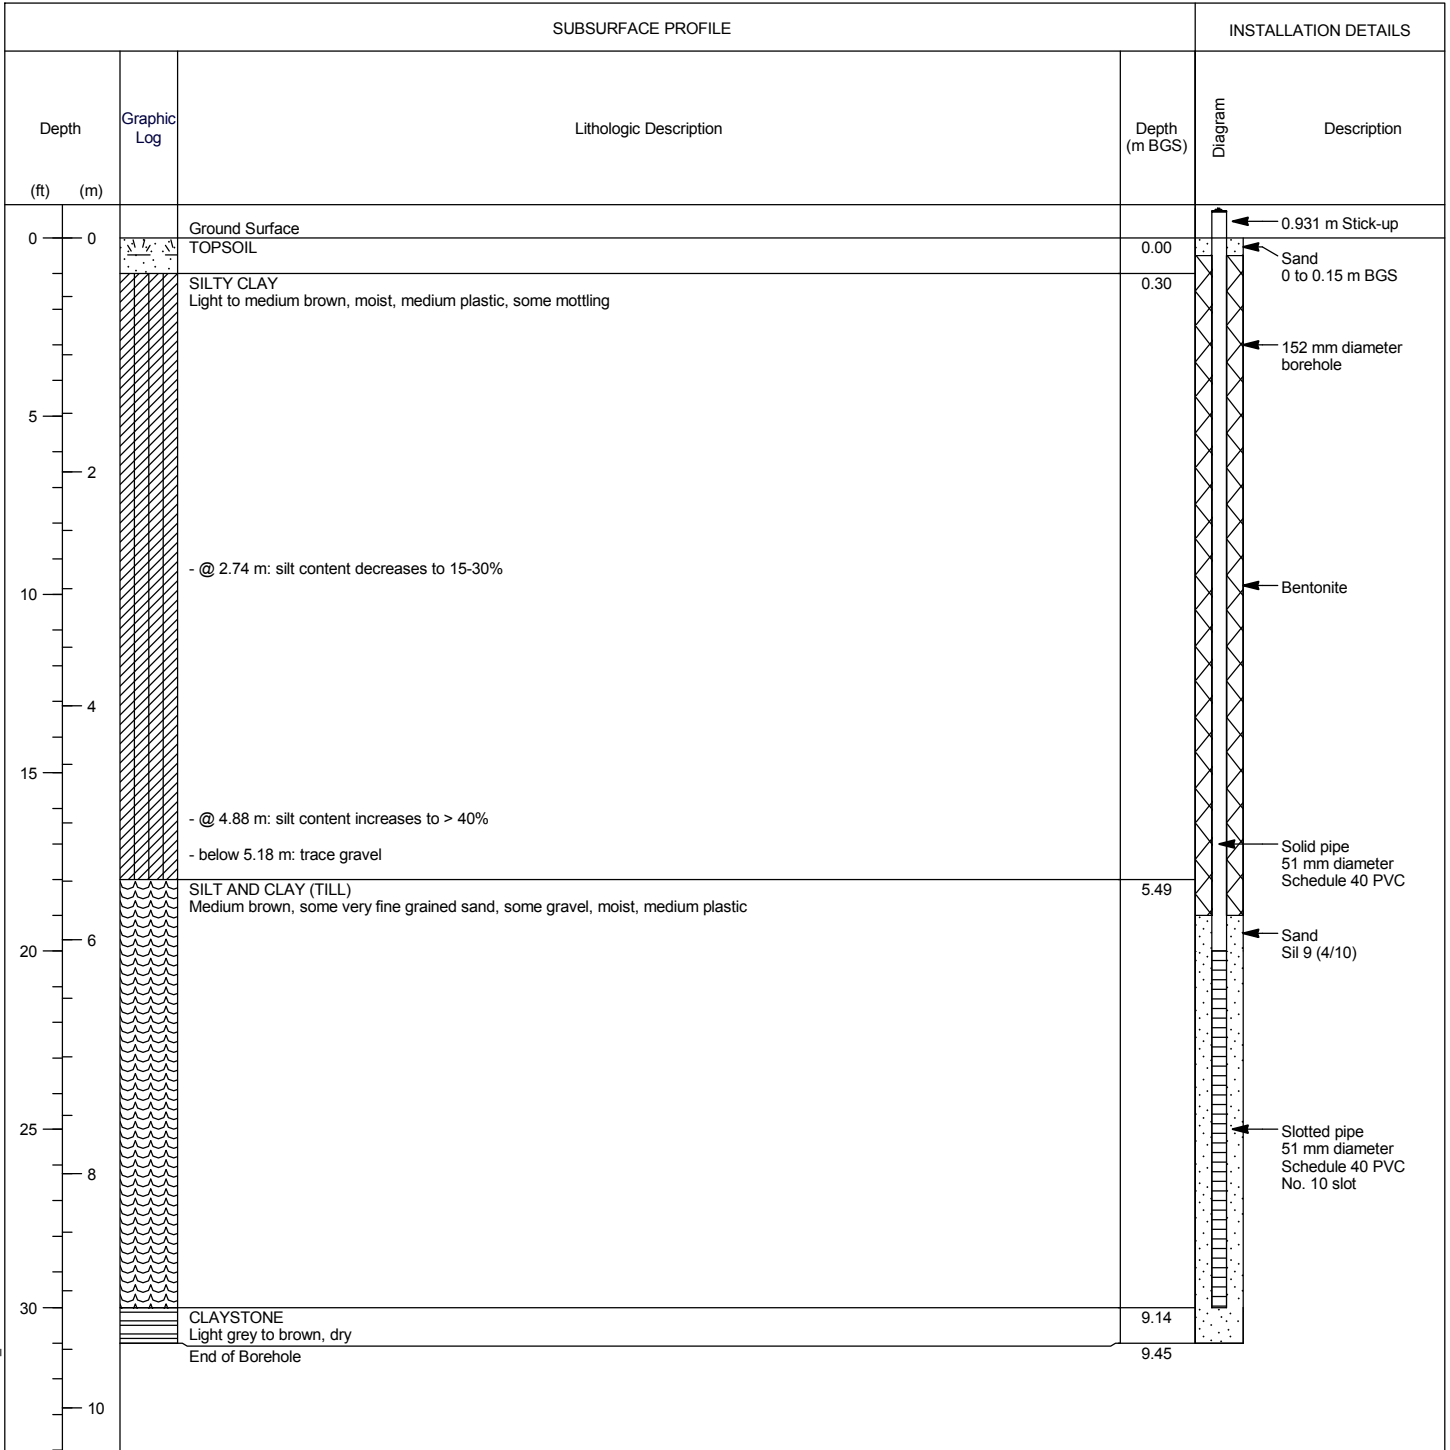 SUBSURFACE PROFILE
INSTALLATION DETAILS
Depth
Graphic
Log
Lithologic Description
Depth
(m BGS)
Diagram
Description
(ft) (m)
Ground Surface
0.931 m Stick-up
0 0
TOPSOIL
0.00
Sand
0 to 0.15 m BGS
SILTY CLAY
0.30
Light to medium brown, moist, medium plastic, some mottling
152 mm diameter
borehole
5
2
- @ 2.74 m: silt content decreases to 15-30%
10
Bentonite
4
15
- @ 4.88 m: silt content increases to > 40%
- below 5.18 m: trace gravel
Solid pipe
51 mm diameter
Schedule 40 PVC
SILT AND CLAY (TILL)
5.49
Medium brown, some very fine grained sand, some gravel, moist, medium plastic
6
20
Sand
Sil 9 (4/10)
25
Slotted pipe
51 mm diameter
Schedule 40 PVC
No. 10 slot
8
30
CLAYSTONE
9.14
Light grey to brown, dry
End of Borehole
9.45
10